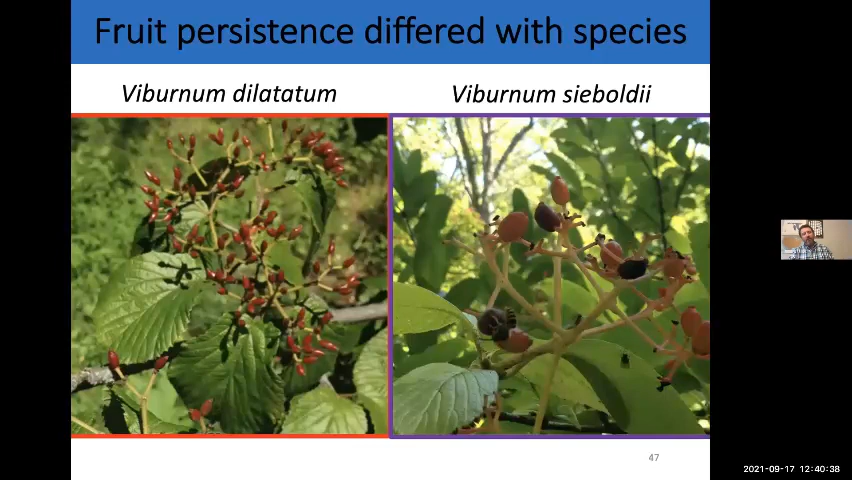 Fruit persistence differed with species
Viburnum dilatatum
Viburnum sieboldii
47
2021-09-17 12:40:38